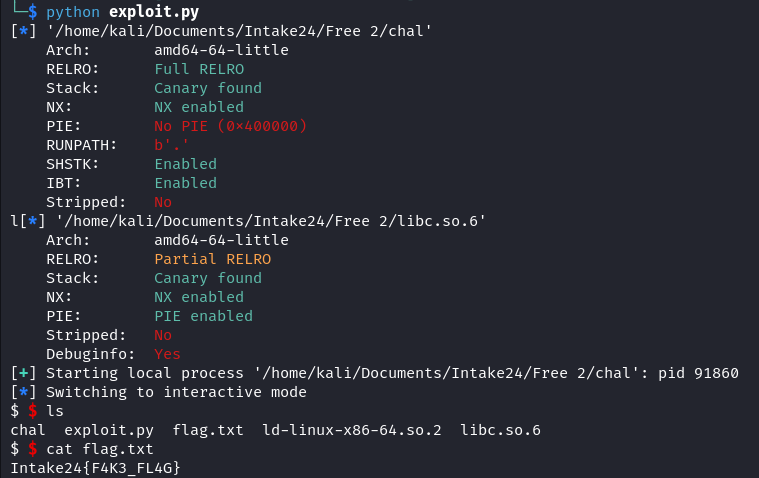 └─$ python exploit.py
[*] '/home/kali/Documents/Intake24/Free 2/chal'
    Arch:       amd64-64-little
    RELRO:      Full RELRO
    Stack:      Canary found
    NX:         NX enabled
    PIE:        No PIE (0×400000)
    RUNPATH:    b'.'
    SHSTK:      Enabled
    IBT:        Enabled
    Stripped:   No
l[*] '/home/kali/Documents/Intake24/Free 2/libc.so.6'
    Arch:       amd64-64-little
    RELRO:      Partial RELRO
    Stack:      Canary found
    NX:         NX enabled
    PIE:        PIE enabled
    Stripped:   No
    Debuginfo:  Yes
[+] Starting local process '/home/kali/Documents/Intake24/Free 2/chal': pid 91860
[*] Switching to interactive mode
$ $ ls
chal  exploit.py  flag.txt  ld-linux-x86-64.so.2  libc.so.6
$ $ cat flag.txt
Intake24{F4K3_FL4G}